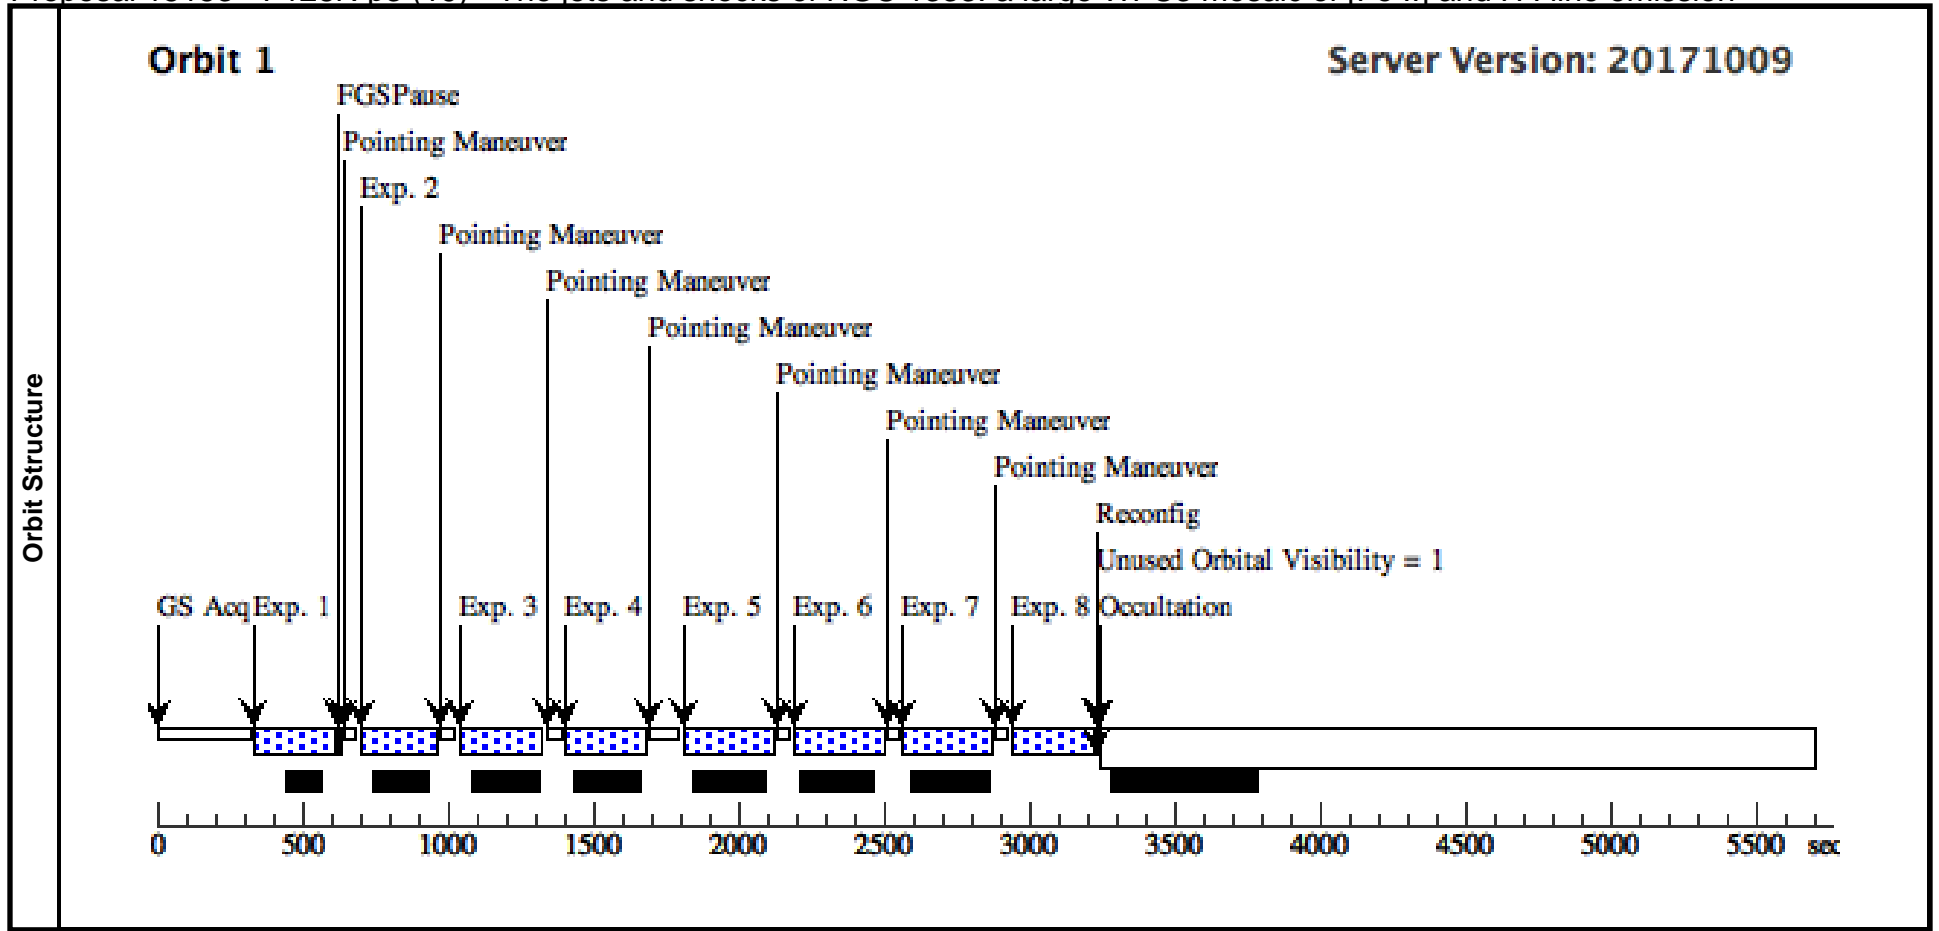 Orbit 1
Server Version: 20171009
FGSPause
Pointing Maneuver
Exp. 2
Pointing Maneuver
Pointing Maneuver
Pointing Maneuver
Pointing Maneuver
Pointing Maneuver
Pointing Maneuver
Reconfig
Unused Orbital Visibility = 1
GS Acq Exp. 1 Exp. 3 Exp. 4 Exp. 5 Exp. 6 Exp. 7 Exp. 8 Occultation
0 500 1000 1500 2000 2500 3000 3500 4000 4500 5000 5500 sec
Orbit Structure